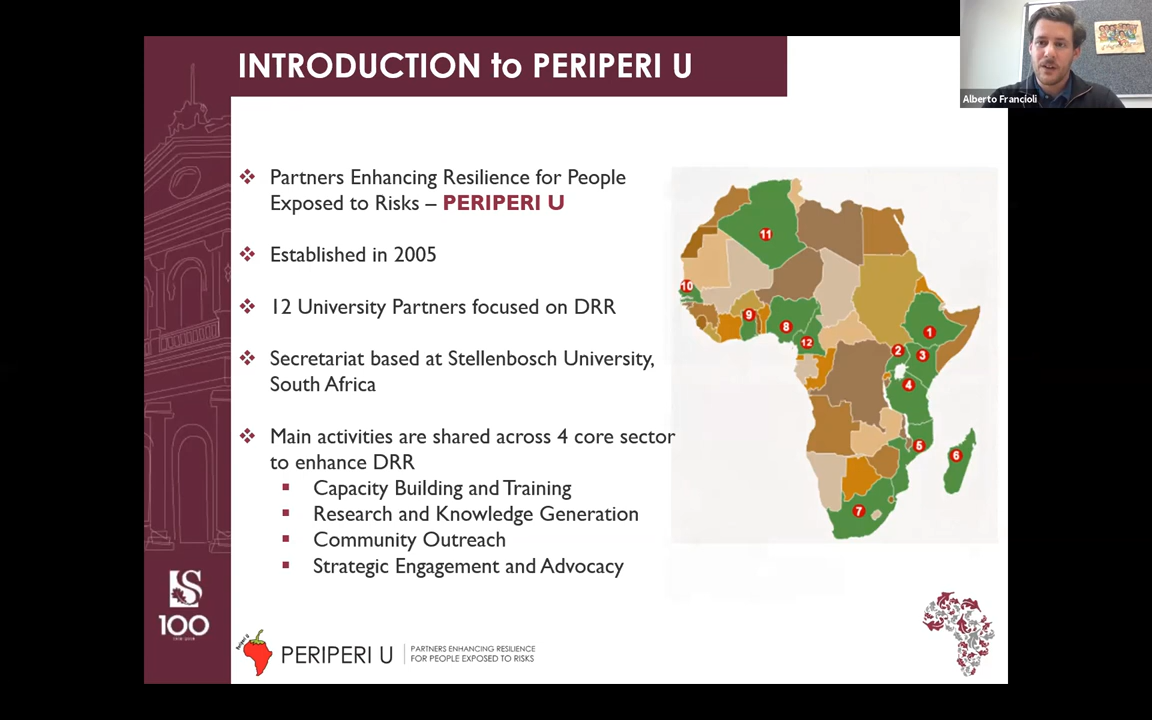 INTRODUCTION to PERIPERI U
Alberto Francioli
Partners Enhancing Resilience for People
Exposed to Risks – PERIPERI U
Established in 2005
12 University Partners focused on DRR
Secretariat based at Stellenbosch University,
South Africa
Main activities are shared across 4 core sector
to enhance DRR
Capacity Building and Training
Research and Knowledge Generation
Community Outreach
Strategic Engagement and Advocacy
11
10
9
8
12
1
2
3
4
5
6
7
100
PERIPERI U
PARTNERS ENHANCING RESILIENCE
FOR PEOPLE EXPOSED TO RISKS